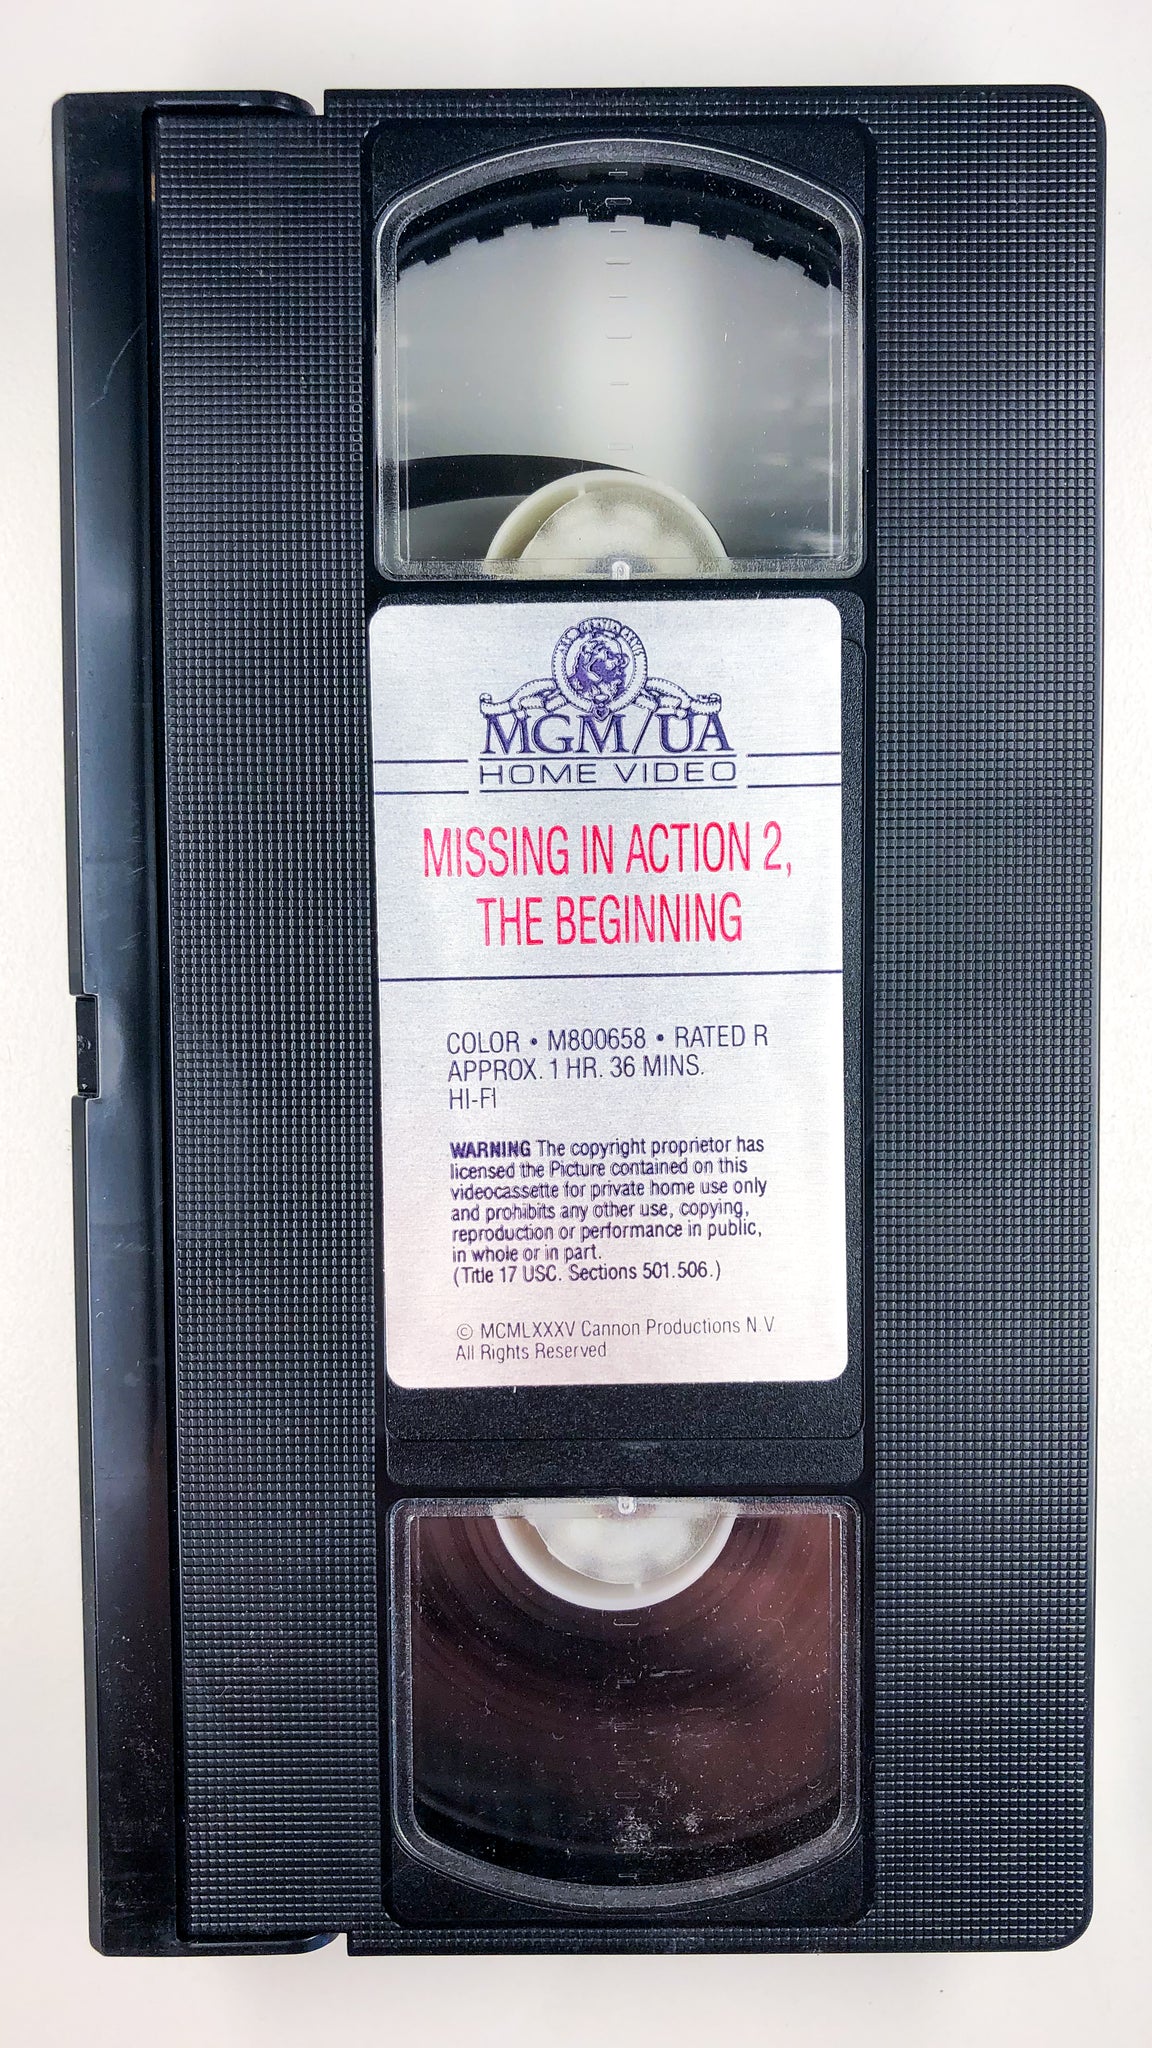 MGM/UA
HOME VIDEO
MISSING IN ACTION 2,
THE BEGINNING
COLOR • M800658 • RATED R
APPROX. 1 HR. 36 MINS.
HI-FI
WARNING The copyright proprietor has
licensed the Picture contained on this
videocassette for private home use only
and prohibits any other use, copying,
reproduction or performance in public,
in whole or in part.
(Title 17 USC. Sections 501.506.)
© MCMLXXXV Cannon Productions N.V.
All Rights Reserved